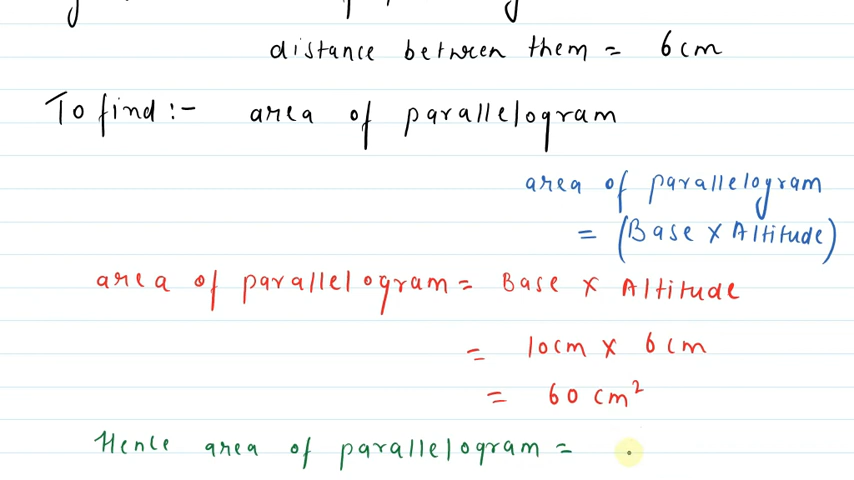 distance between them = 6cm
To find :- area of parallelogram
area of parallelogram
= (Base × Altitude)
area of parallelogram = Base × Altitude
= 10cm × 6cm
= 60 cm²
Hence area of parallelogram =